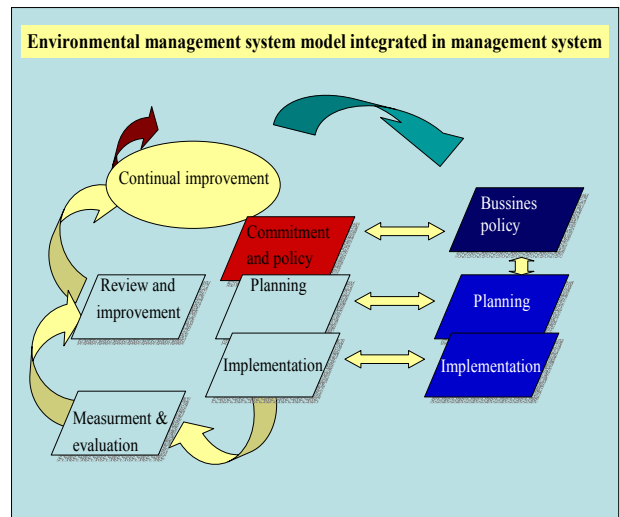 Environmental management system model integrated in management system
Continual improvement
Commitment
and policy
Bussines
policy
Review and
improvement
Planning
Planning
Implementation
Implementation
Measurment &
evaluation